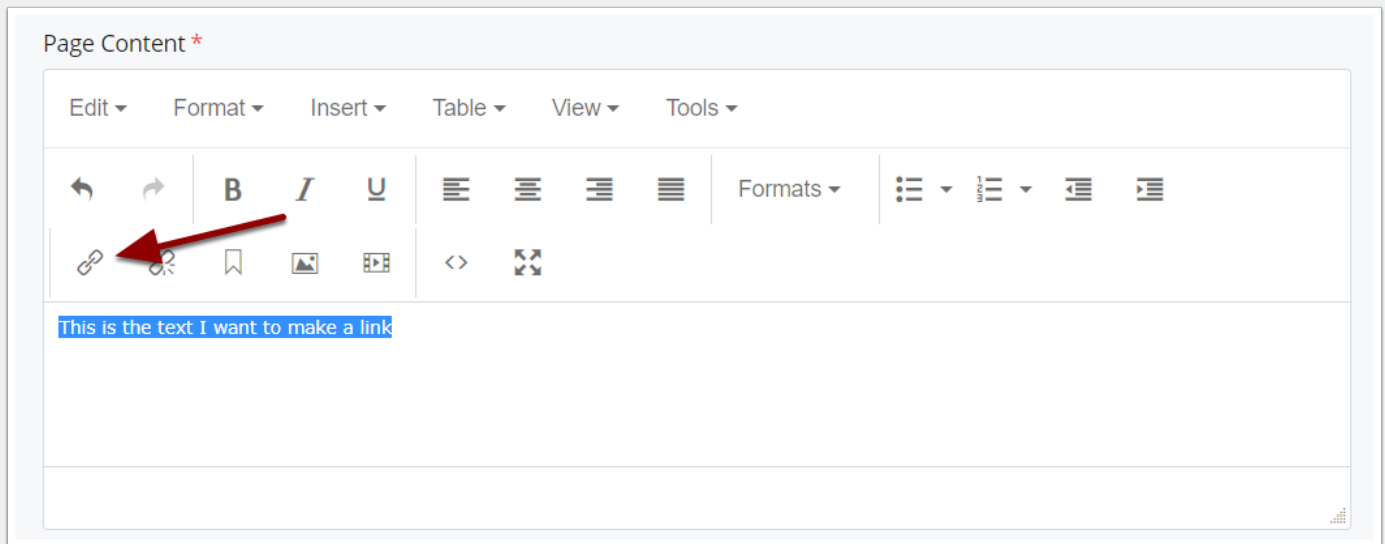 Page Content *
Edit Format Insert Table View Tools
B I U Formats
This is the text I want to make a link